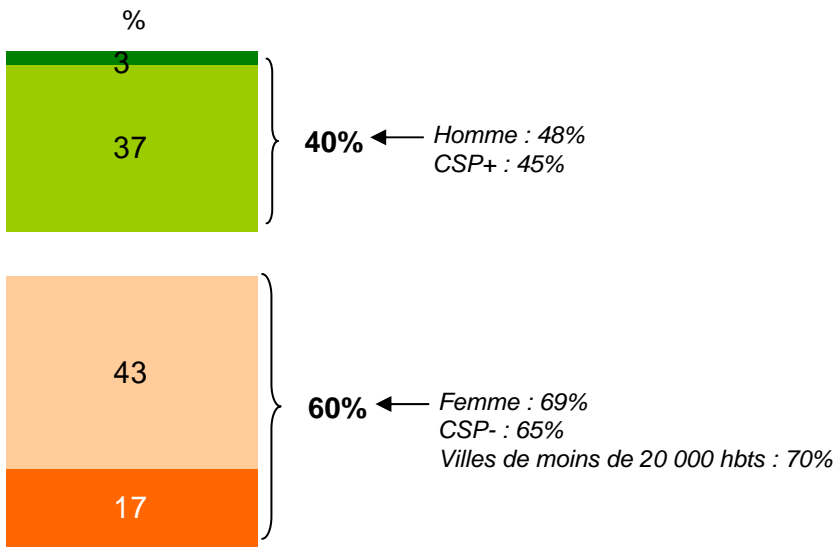 %
3
37
40%
Homme : 48%
CSP+ : 45%
43
60%
Femme : 69%
CSP- : 65%
Villes de moins de 20 000 hbts : 70%
17